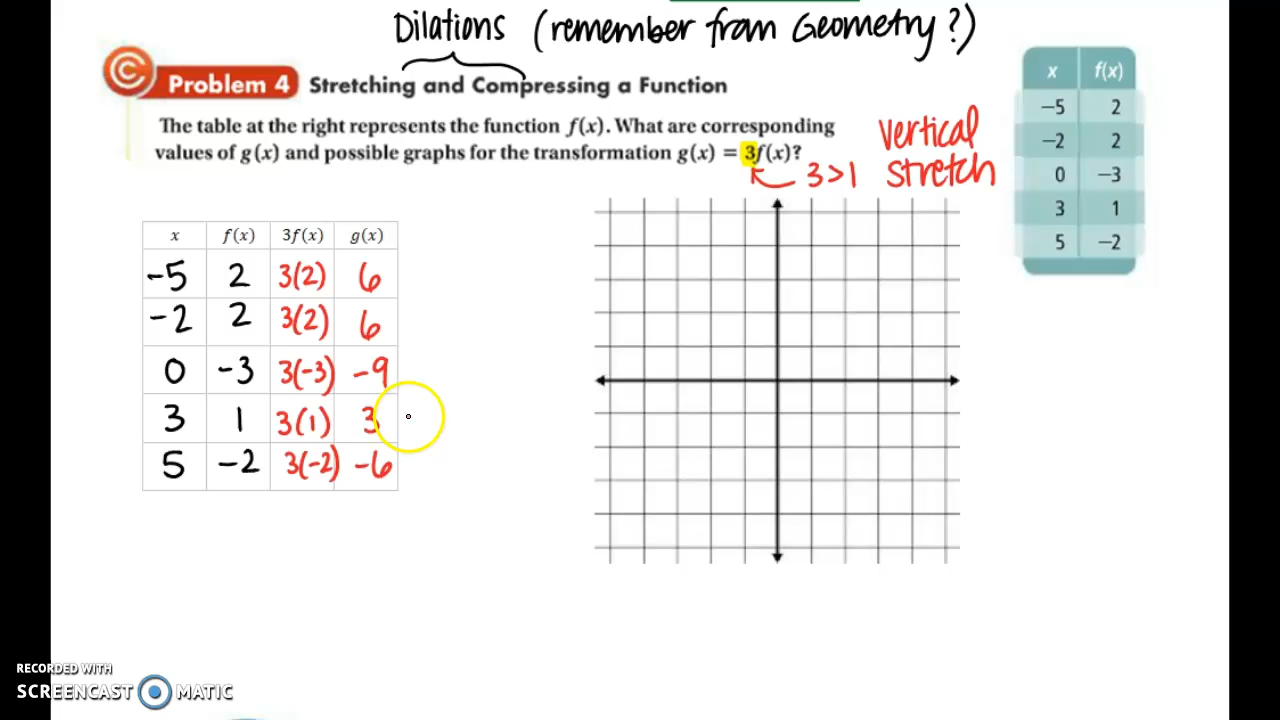 Dilations (remember from Geometry?)
C Problem 4 Stretching and Compressing a Function
The table at the right represents the function f(x). What are corresponding
values of g(x) and possible graphs for the transformation g(x) = 3f(x)?
3>1 vertical
stretch
x f(x)
−5 2
−2 2
0 −3
3 1
5 −2
x f(x) 3f(x) g(x)
-5 2 3(2) 6
-2 2 3(2) 6
0 -3 3(-3) -9
3 1 3(1) 3
5 -2 3(-2) -6
RECORDED WITH
SCREENCAST MATIC